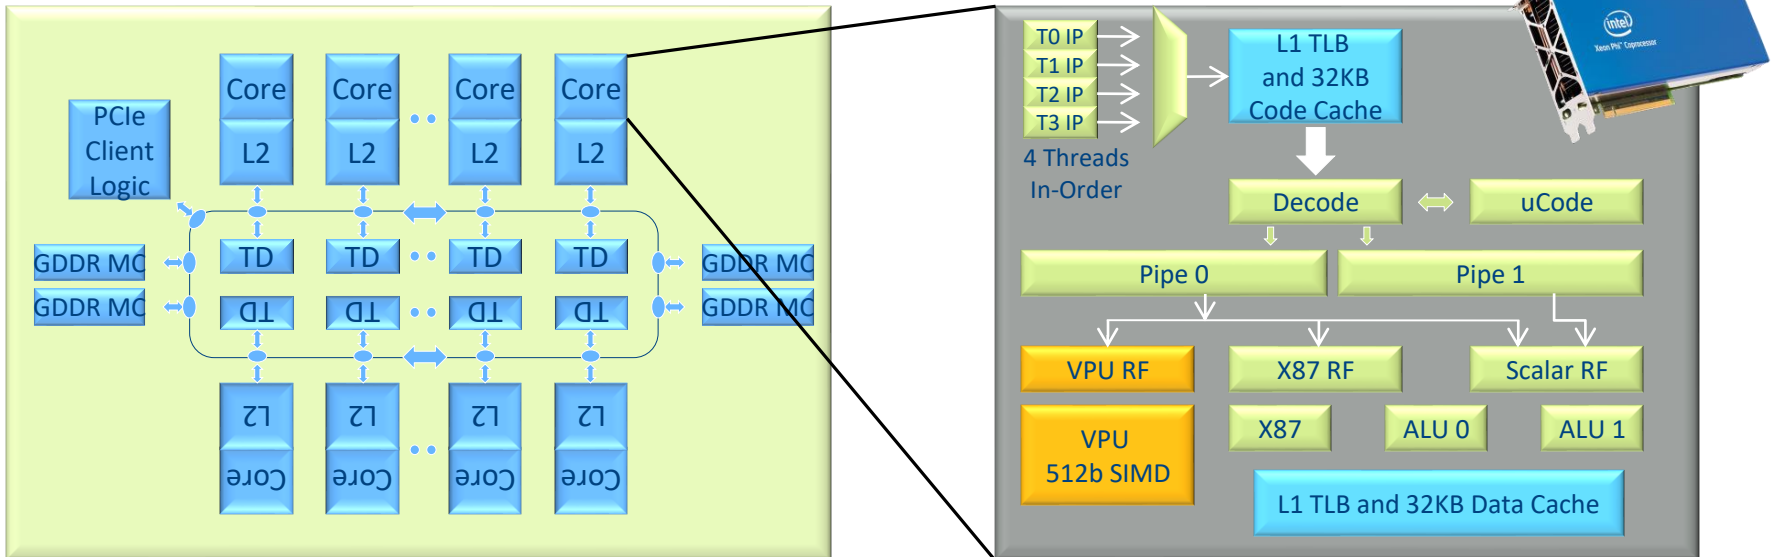 Core
Core
Core
Core
L2
L2
L2
L2
PCIe
Client
Logic
TD
TD
TD
TD
GDDR MC
GDDR MC
GDDR MC
GDDR MC
TD
TD
TD
TD
L2
L2
L2
L2
Core
Core
Core
Core
T0 IP
T1 IP
T2 IP
T3 IP
4 Threads
In-Order
L1 TLB
and 32KB
Code Cache
intel
Xeon Phi™ Coprocessor
Decode
uCode
Pipe 0
Pipe 1
VPU RF
X87 RF
Scalar RF
VPU
512b SIMD
X87
ALU 0
ALU 1
L1 TLB and 32KB Data Cache